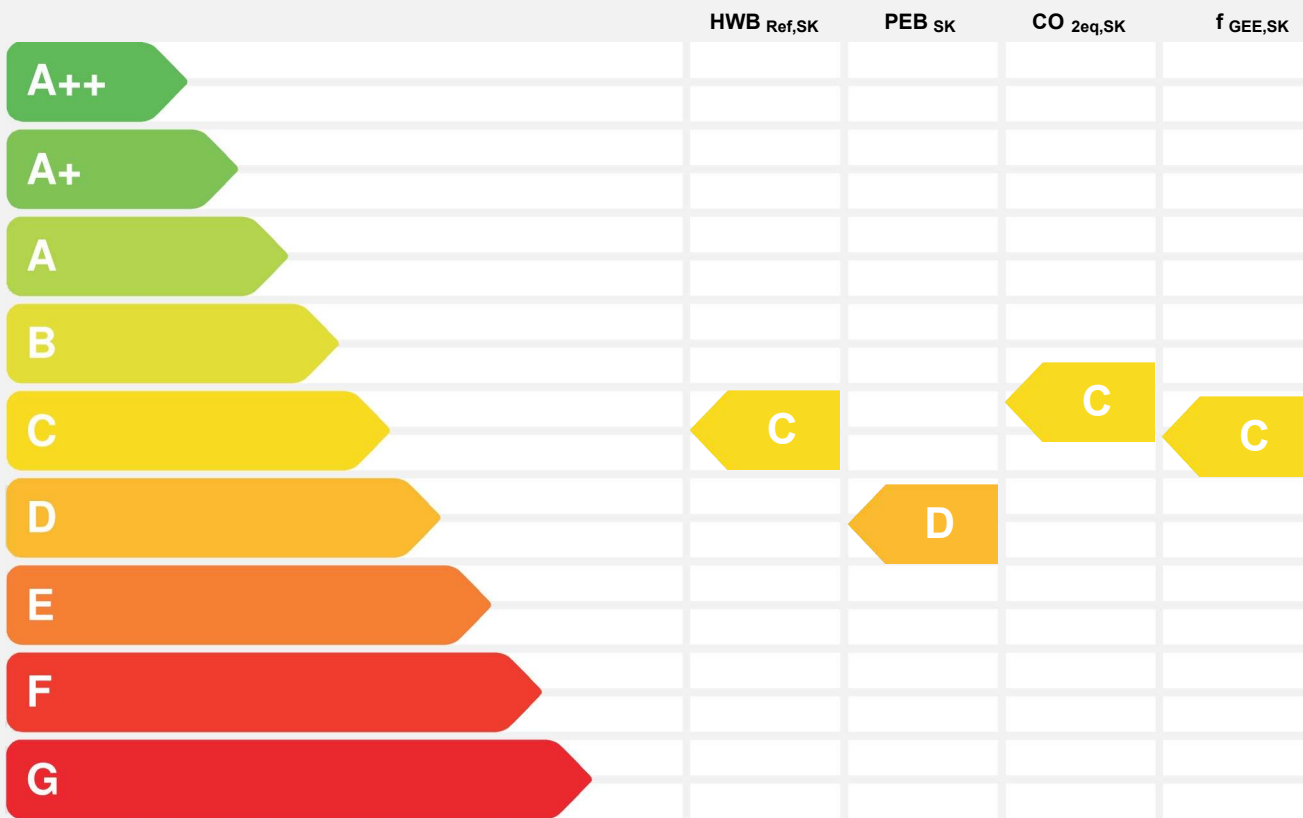 HWB Ref,SK PEB SK CO 2eq,SK f GEE,SK
A++
A+
A
B
C C C C
D D
E
F
G